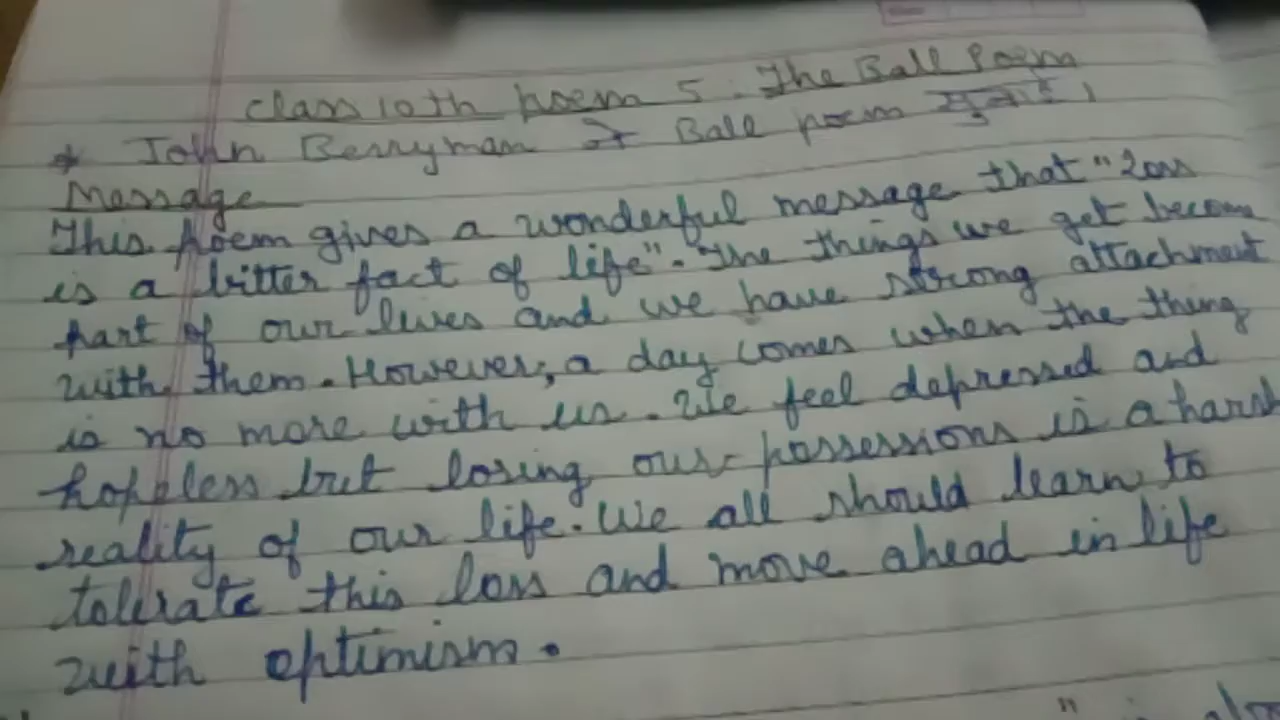 class 10th poem 5. The Ball Poem
* John Berryman ने Ball poem सुनाई।
Message
This poem gives a wonderful message that "Loss
is a bitter fact of life". The things we get become
part of our lives and we have strong attachment
with them. However, a day comes when the thing
is no more with us. We feel depressed and
hopeless but losing our possessions is a harsh
reality of our life. We all should learn to
tolerate this loss and move ahead in life
with optimism.